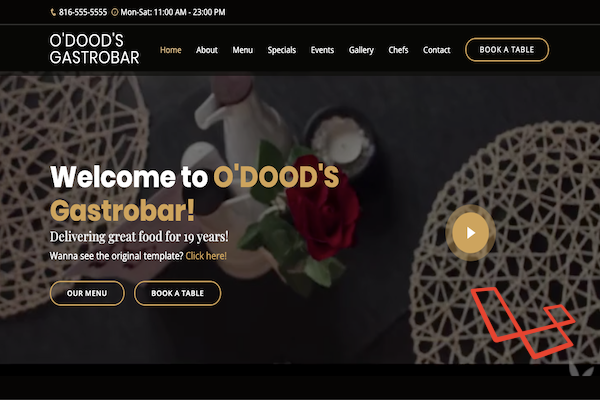 816-555-5555 Mon-Sat: 11:00 AM - 23:00 PM
O'DOOD'S
GASTROBAR
Home About Menu Specials Events Gallery Chefs Contact BOOK A TABLE
Welcome to O'DOOD'S
Gastrobar!
Delivering great food for 19 years!
Wanna see the original template? Click here!
OUR MENU BOOK A TABLE